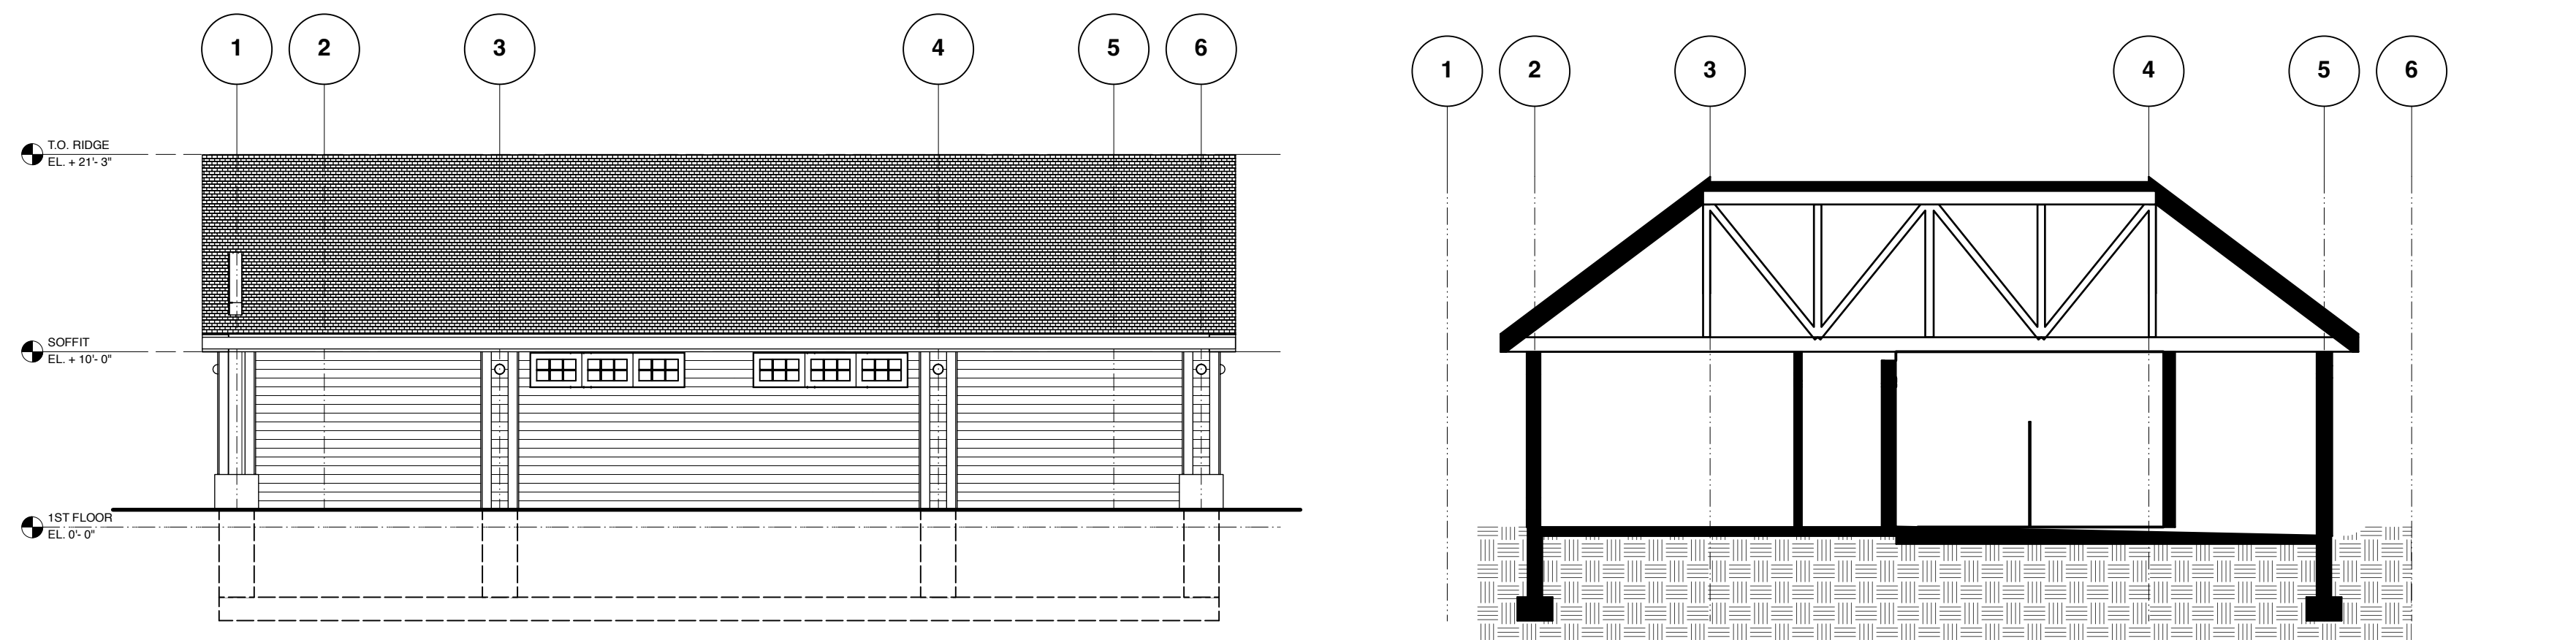 1 2 3 4 5 6
1 2 3 4 5 6
T.O. RIDGE
EL. + 21'- 3"
SOFFIT
EL. + 10'- 0"
1ST FLOOR
EL. 0'- 0"